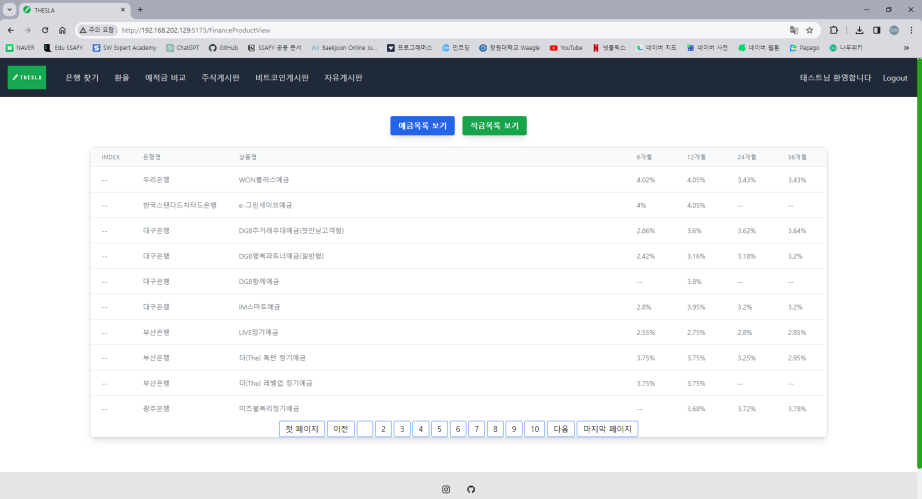 THESLA
주의 요함 http://192.168.202.129:5173/FinanceProductView
NAVER Edu SSAFY SW Expert Academy ChatGPT GitHub SSAFY 공용 문서 Baekjoon Online Ju... 프로그래머스 민코딩 창원대학교 Waagle YouTube 넷플릭스 네이버 지도 네이버 사전 네이버 웹툰 Papago 나무위키
THESLA 은행 찾기 환율 예적금 비교 주식게시판 비트코인게시판 자유게시판 테스트님 환영합니다 Logout
예금목록 보기 적금목록 보기
INDEX 은행명 상품명 6개월 12개월 24개월 36개월
-- 우리은행 WON플러스예금 4.02% 4.05% 3.43% 3.43%
-- 한국스탠다드차타드은행 e-그린세이브예금 4% 4.05% -- --
-- 대구은행 DGB주거래우대예금(첫만남고객형) 2.86% 3.6% 3.62% 3.64%
-- 대구은행 DGB행복파트너예금(일반형) 2.42% 3.16% 3.18% 3.2%
-- 대구은행 DGB함께예금 -- 3.8% -- --
-- 대구은행 IM스마트예금 2.8% 3.95% 3.2% 3.2%
-- 부산은행 LIVE정기예금 2.55% 2.75% 2.8% 2.85%
-- 부산은행 더(The) 특판 정기예금 3.75% 3.75% 3.25% 2.95%
-- 부산은행 더(The) 레벨업 정기예금 3.75% 3.75% -- --
-- 광주은행 미즈월복리정기예금 -- 3.68% 3.72% 3.78%
첫 페이지 이전 2 3 4 5 6 7 8 9 10 다음 마지막 페이지